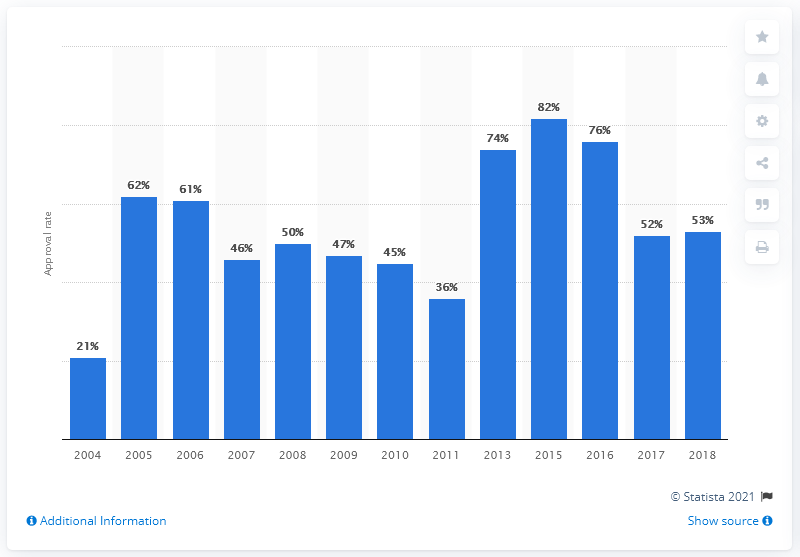 82%
76%
74%
62%
61%
53%
52%
50%
47%
46%
45%
36%
21%
Approval rate
2004 2005 2006 2007 2008 2009 2010 2011 2013 2015 2016 2017 2018
© Statista 2021
Additional Information
Show source